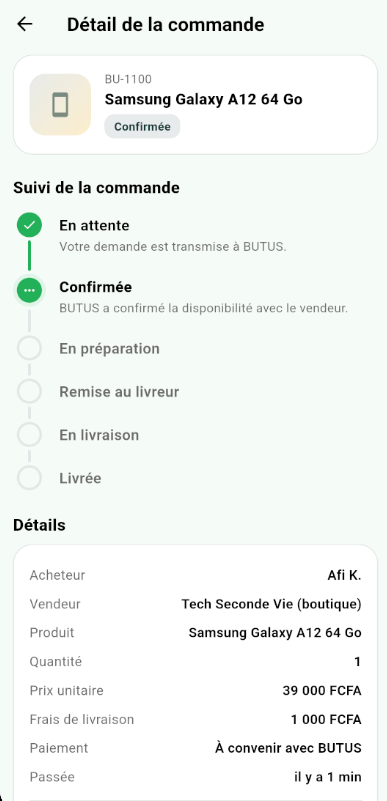 Détail de la commande
BU-1100
Samsung Galaxy A12 64 Go
Confirmée
Suivi de la commande
En attente
Votre demande est transmise à BUTUS.
Confirmée
BUTUS a confirmé la disponibilité avec le vendeur.
En préparation
Remise au livreur
En livraison
Livrée
Détails
Acheteur Afi K.
Vendeur Tech Seconde Vie (boutique)
Produit Samsung Galaxy A12 64 Go
Quantité 1
Prix unitaire 39 000 FCFA
Frais de livraison 1 000 FCFA
Paiement À convenir avec BUTUS
Passée il y a 1 min